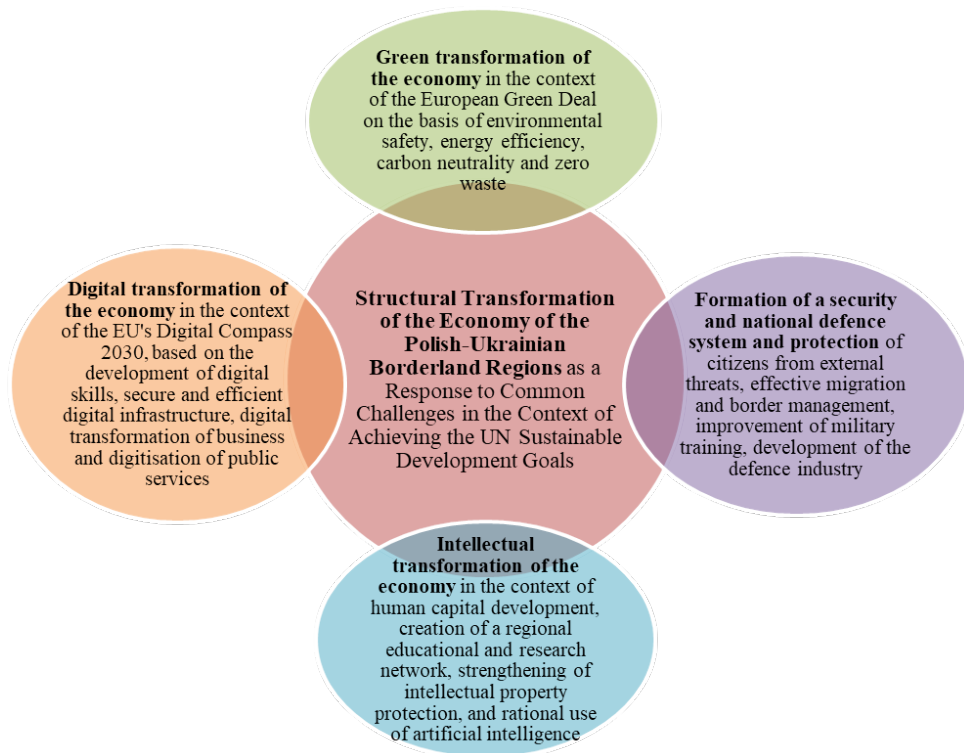 Green transformation of
the economy in the context
of the European Green Deal
on the basis of environmental
safety, energy efficiency,
carbon neutrality and zero
waste
Digital transformation of
the economy in the context
of the EU's Digital Compass
2030, based on the
development of digital
skills, secure and efficient
digital infrastructure, digital
transformation of business
and digitisation of public
services
Structural Transformation
of the Economy of the
Polish-Ukrainian
Borderland Regions as a
Response to Common
Challenges in the Context of
Achieving the UN Sustainable
Development Goals
Formation of a security
and national defence
system and protection of
citizens from external
threats, effective migration
and border management,
improvement of military
training, development of the
defence industry
Intellectual
transformation of the
economy in the context of
human capital development,
creation of a regional
educational and research
network, strengthening of
intellectual property
protection, and rational use
of artificial intelligence